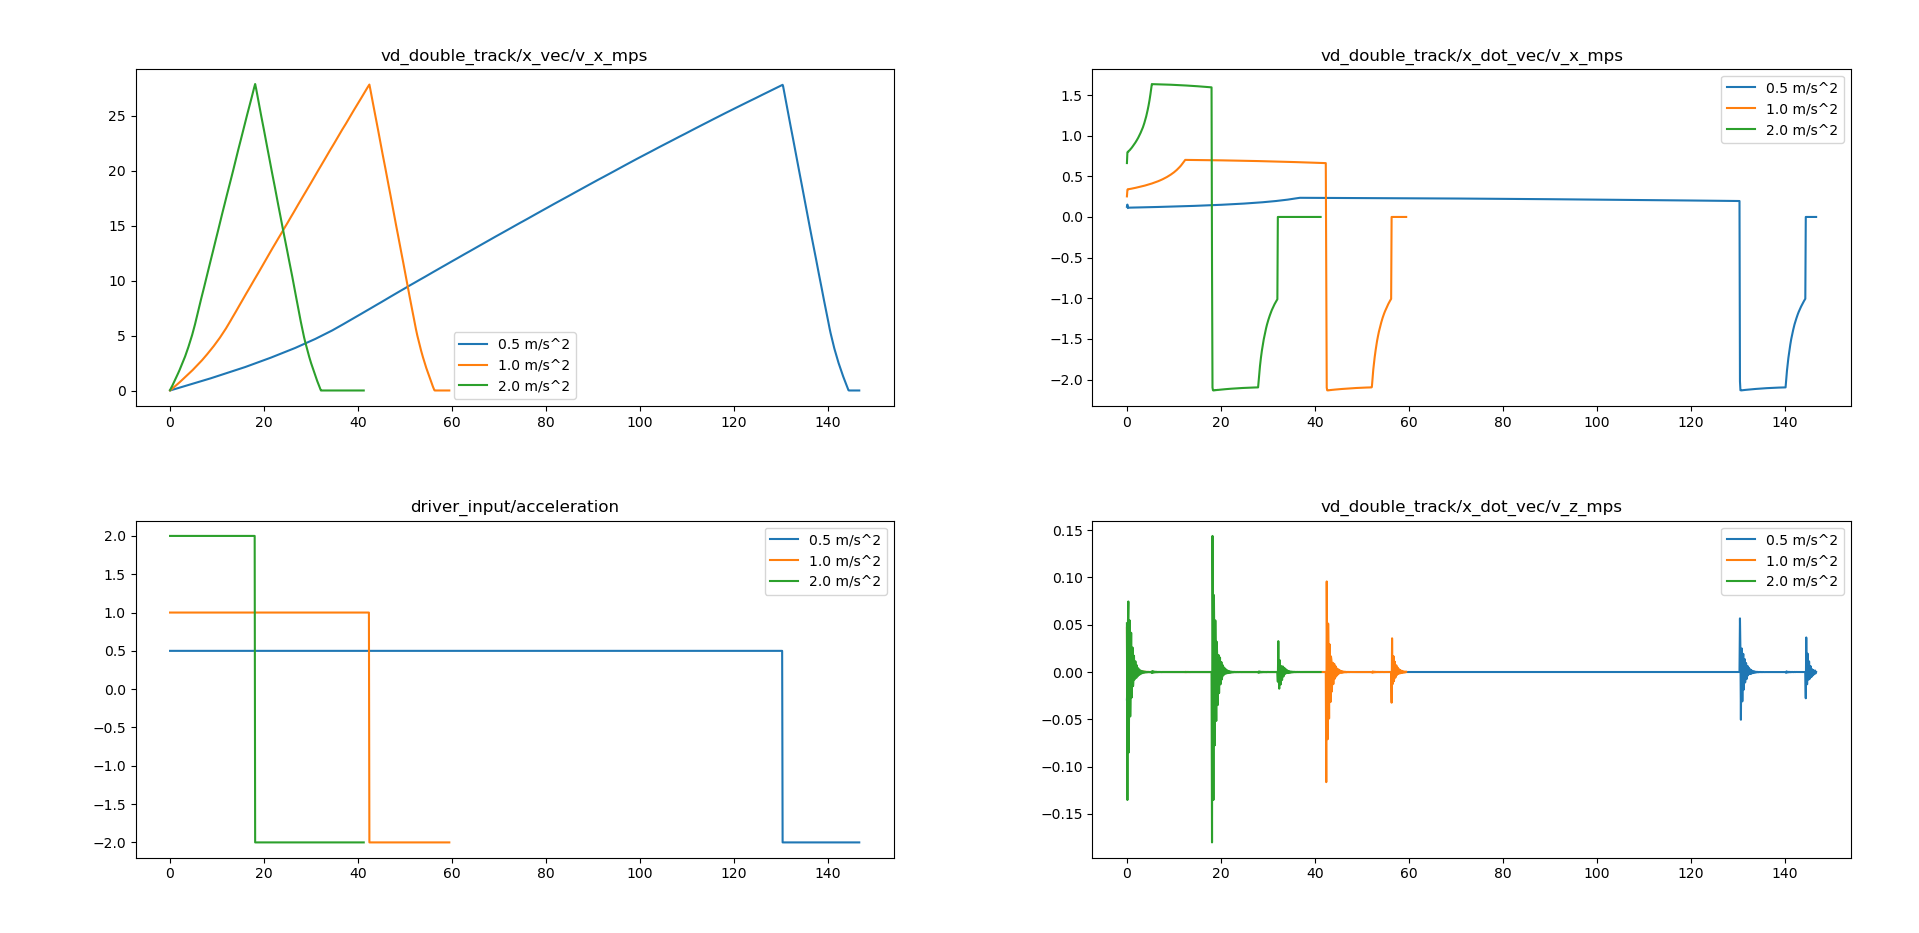 vd_double_track/x_vec/v_x_mps
25
20
15
10
5
0
0 20 40 60 80 100 120 140
0.5 m/s^2
1.0 m/s^2
2.0 m/s^2
vd_double_track/x_dot_vec/v_x_mps
1.5
1.0
0.5
0.0
−0.5
−1.0
−1.5
−2.0
0 20 40 60 80 100 120 140
0.5 m/s^2
1.0 m/s^2
2.0 m/s^2
driver_input/acceleration
2.0
1.5
1.0
0.5
0.0
−0.5
−1.0
−1.5
−2.0
0 20 40 60 80 100 120 140
0.5 m/s^2
1.0 m/s^2
2.0 m/s^2
vd_double_track/x_dot_vec/v_z_mps
0.15
0.10
0.05
0.00
−0.05
−0.10
−0.15
0 20 40 60 80 100 120 140
0.5 m/s^2
1.0 m/s^2
2.0 m/s^2